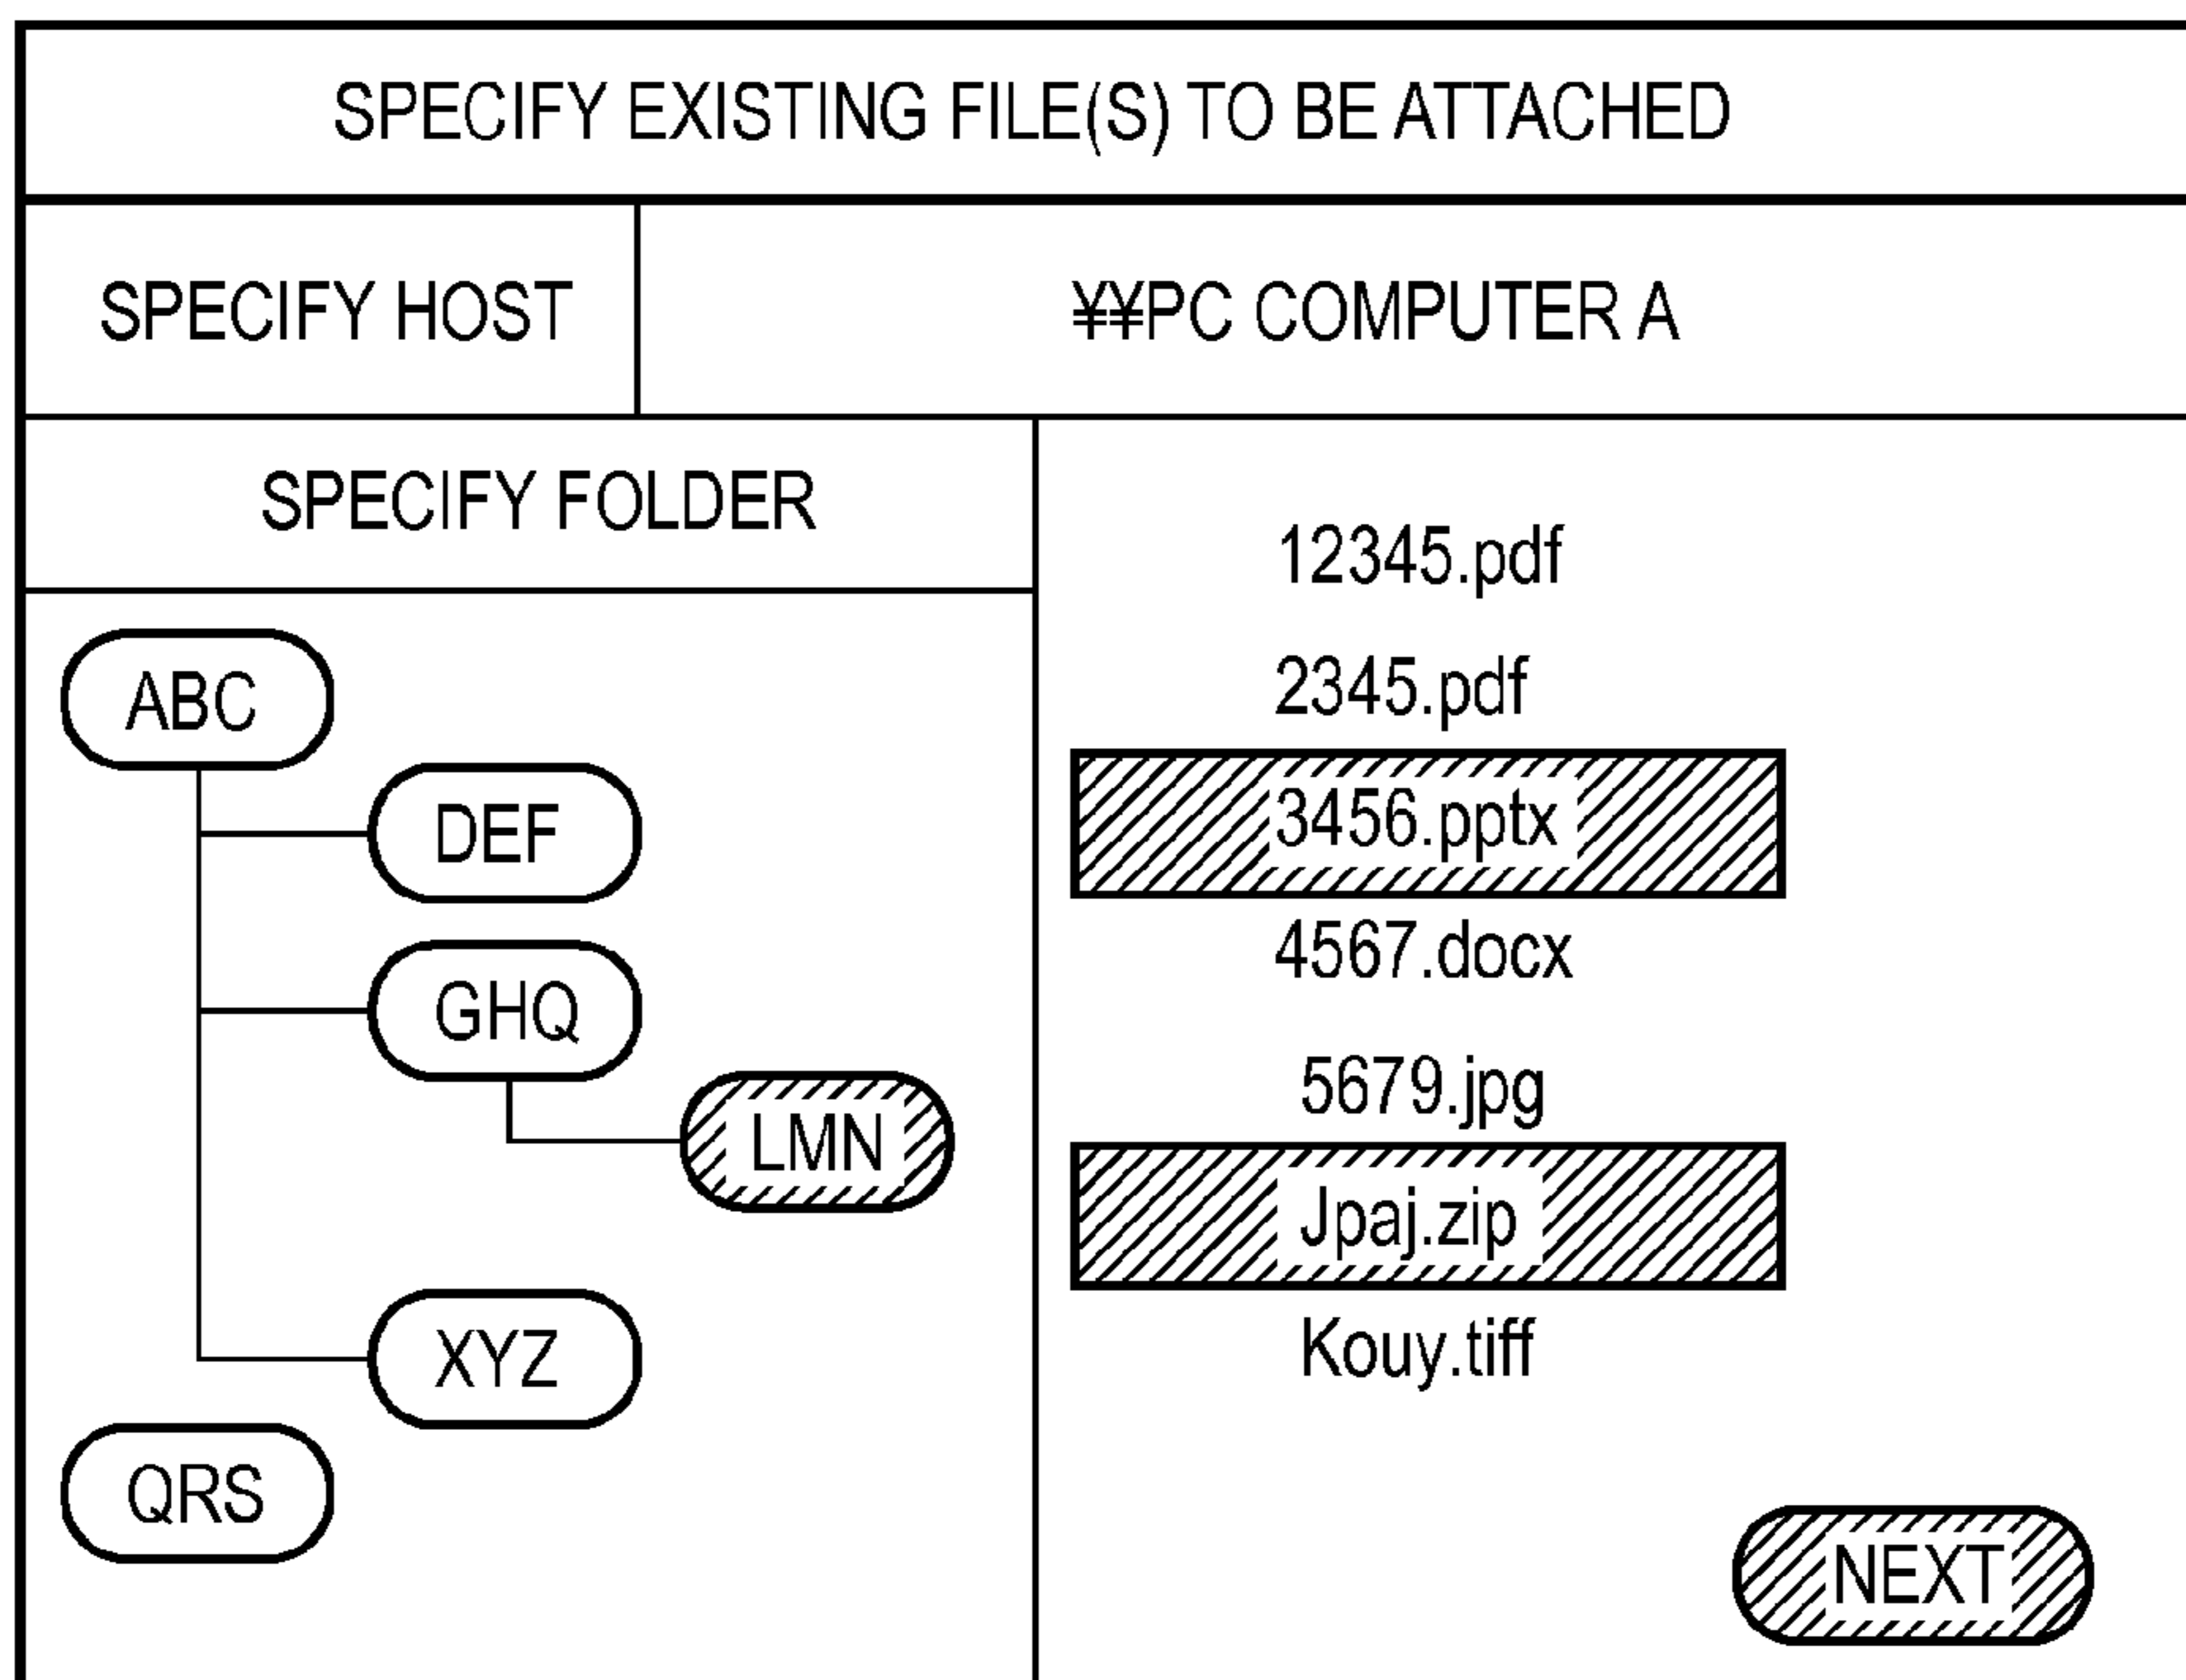 SPECIFY EXISTING FILE(S) TO BE ATTACHED
SPECIFY HOST
¥¥PC COMPUTER A
SPECIFY FOLDER
ABC
DEF
GHQ
LMN
XYZ
QRS
12345.pdf
2345.pdf
3456.pptx
4567.docx
5679.jpg
Jpaj.zip
Kouy.tiff
NEXT